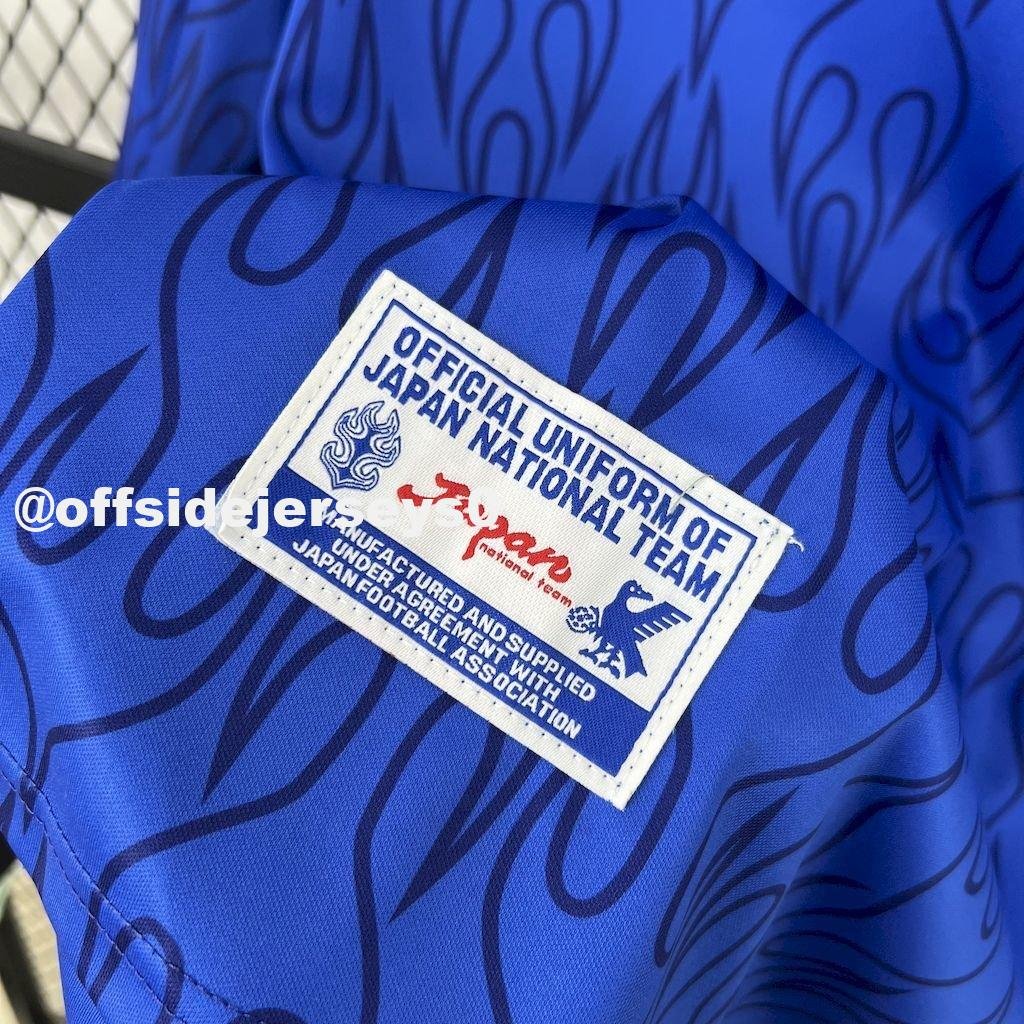 OFFICIAL UNIFORM OF
JAPAN NATIONAL TEAM
Japan
national team
@offsidejerseys
MANUFACTURED AND SUPPLIED
UNDER AGREEMENT WITH
JAPAN FOOTBALL ASSOCIATION